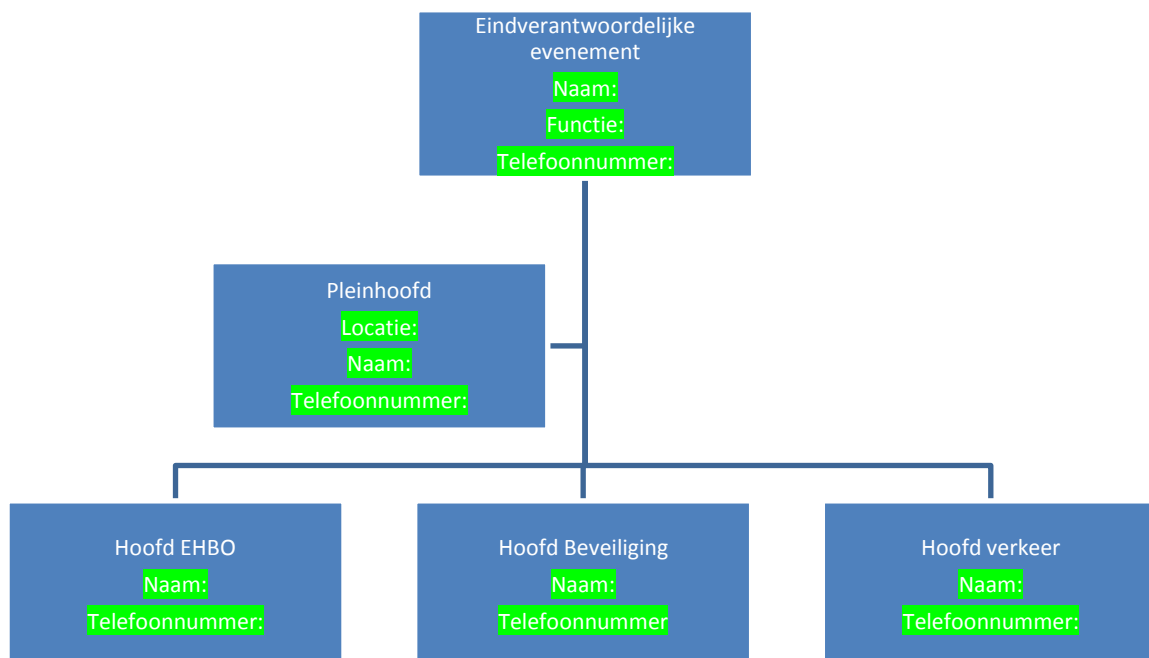 Eindverantwoordelijke
evenement
Naam:
Functie:
Telefoonnummer:
Pleinhoofd
Locatie:
Naam:
Telefoonnummer:
Hoofd EHBO
Naam:
Telefoonnummer:
Hoofd Beveiliging
Naam:
Telefoonnummer
Hoofd verkeer
Naam:
Telefoonnummer: